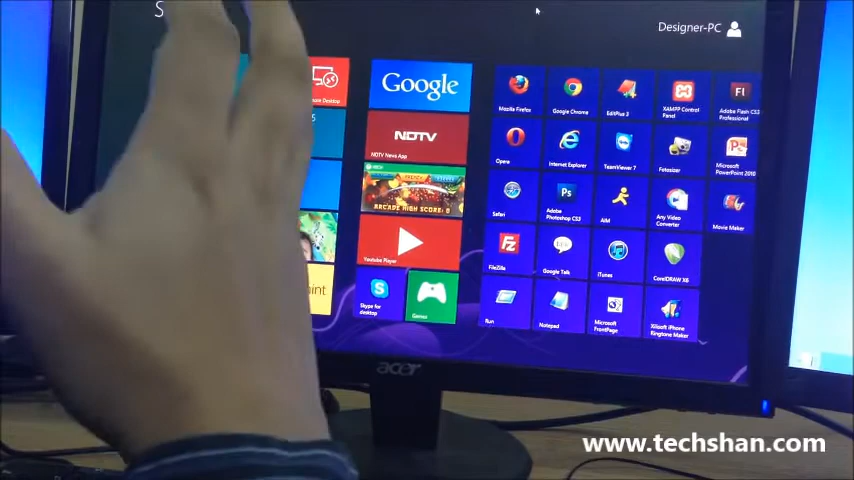 S
Designer-PC
Desktop
Google
NDTV
NDTV News App
ARCADE HIGH SCORE: 0
Youtube Player
Skype for
desktop
Games
Mozilla Firefox
Google Chrome
EditPlus 3
XAMPP Control
Panel
Adobe Flash CS3
Professional
Opera
Internet Explorer
TeamViewer 7
Fotosizer
Microsoft
PowerPoint 2010
Safari
Adobe
Photoshop CS3
AIM
Any Video
Converter
Movie Maker
FileZilla
Google Talk
iTunes
CorelDRAW X6
Run
Notepad
Microsoft
FrontPage
Xilisoft iPhone
Ringtone Maker
acer
www.techshan.com